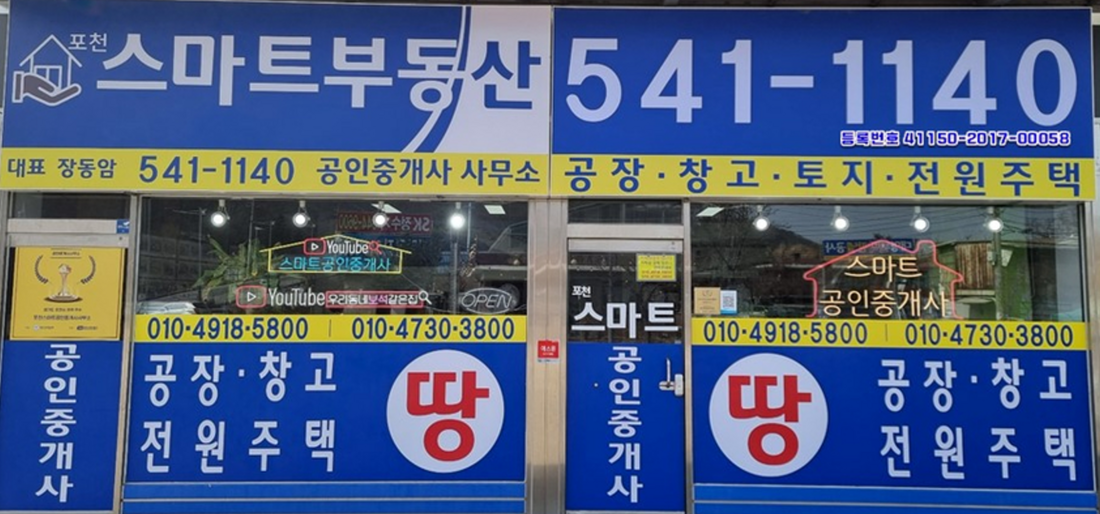 포천
스마트부동산
541-1140
등록번호 41150-2017-00058
대표 장동암 541-1140 공인중개사 사무소
공장·창고·토지·전원주택
YouTube
스마트공인중개사
YouTube 우리동네보석같은집
OPEN
스마트
공인중개사
포천
스마트
010·4918·5800 | 010·4730·3800
010·4918·5800 | 010·4730·3800
공인중개사
공장·창고
전원주택
땅
공인중개사
땅
공장·창고
전원주택